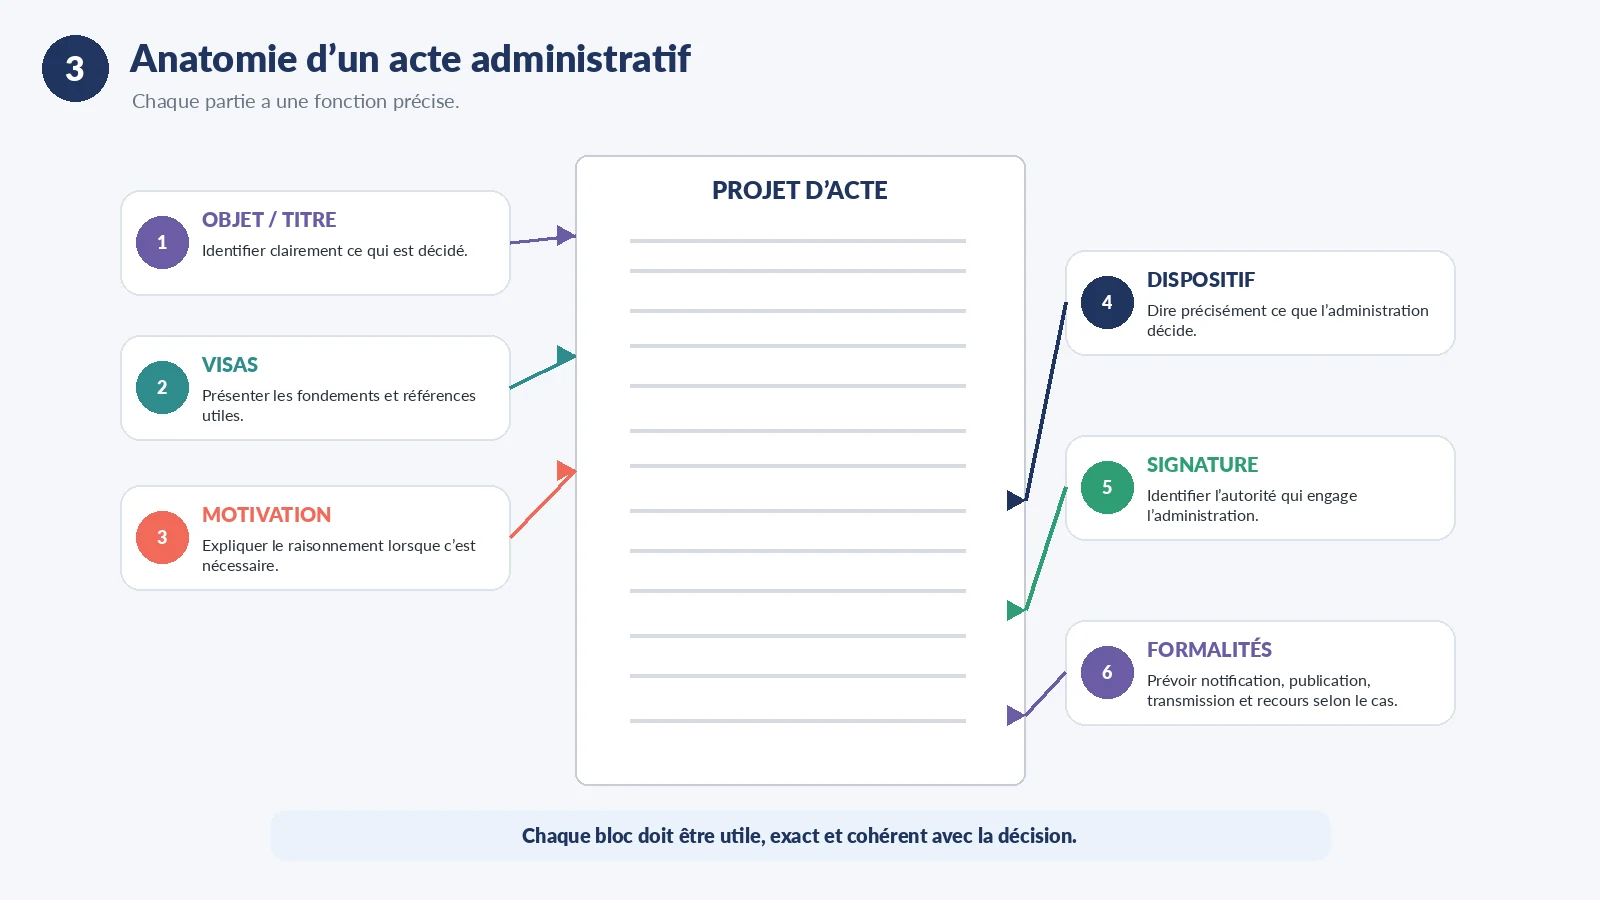 3
Anatomie d’un acte administratif
Chaque partie a une fonction précise.
PROJET D’ACTE
1
OBJET / TITRE
Identifier clairement ce qui est décidé.
2
VISAS
Présenter les fondements et références
utiles.
3
MOTIVATION
Expliquer le raisonnement lorsque c’est
nécessaire.
4
DISPOSITIF
Dire précisément ce que l’administration
décide.
5
SIGNATURE
Identifier l’autorité qui engage
l’administration.
6
FORMALITÉS
Prévoir notification, publication,
transmission et recours selon le cas.
Chaque bloc doit être utile, exact et cohérent avec la décision.